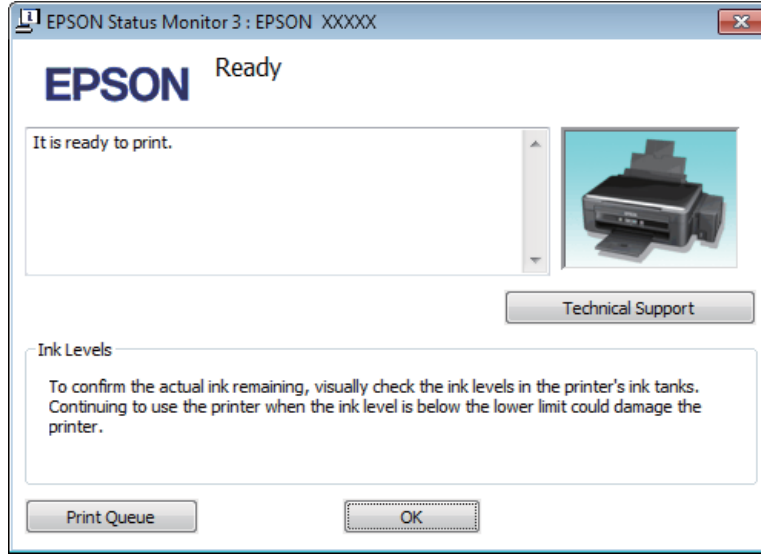 EPSON Status Monitor 3 : EPSON XXXXX
EPSON
Ready
It is ready to print.
Technical Support
Ink Levels
To confirm the actual ink remaining, visually check the ink levels in the printer's ink tanks.
Continuing to use the printer when the ink level is below the lower limit could damage the
printer.
Print Queue
OK